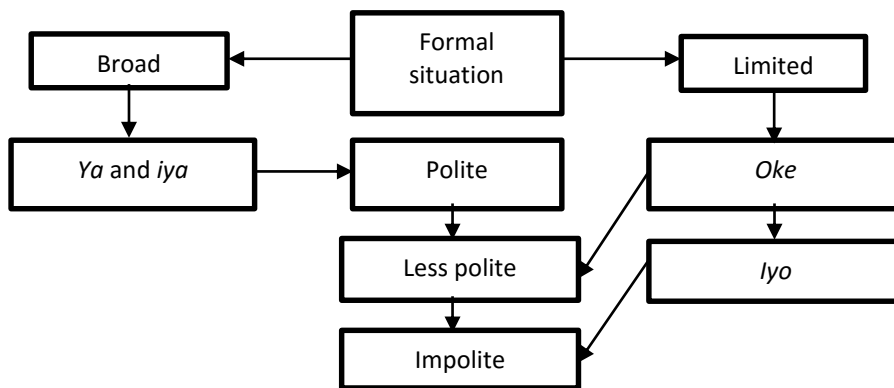 Formal
situation
Broad
Limited
Ya and iya
Polite
Oke
Less polite
Iyo
Impolite